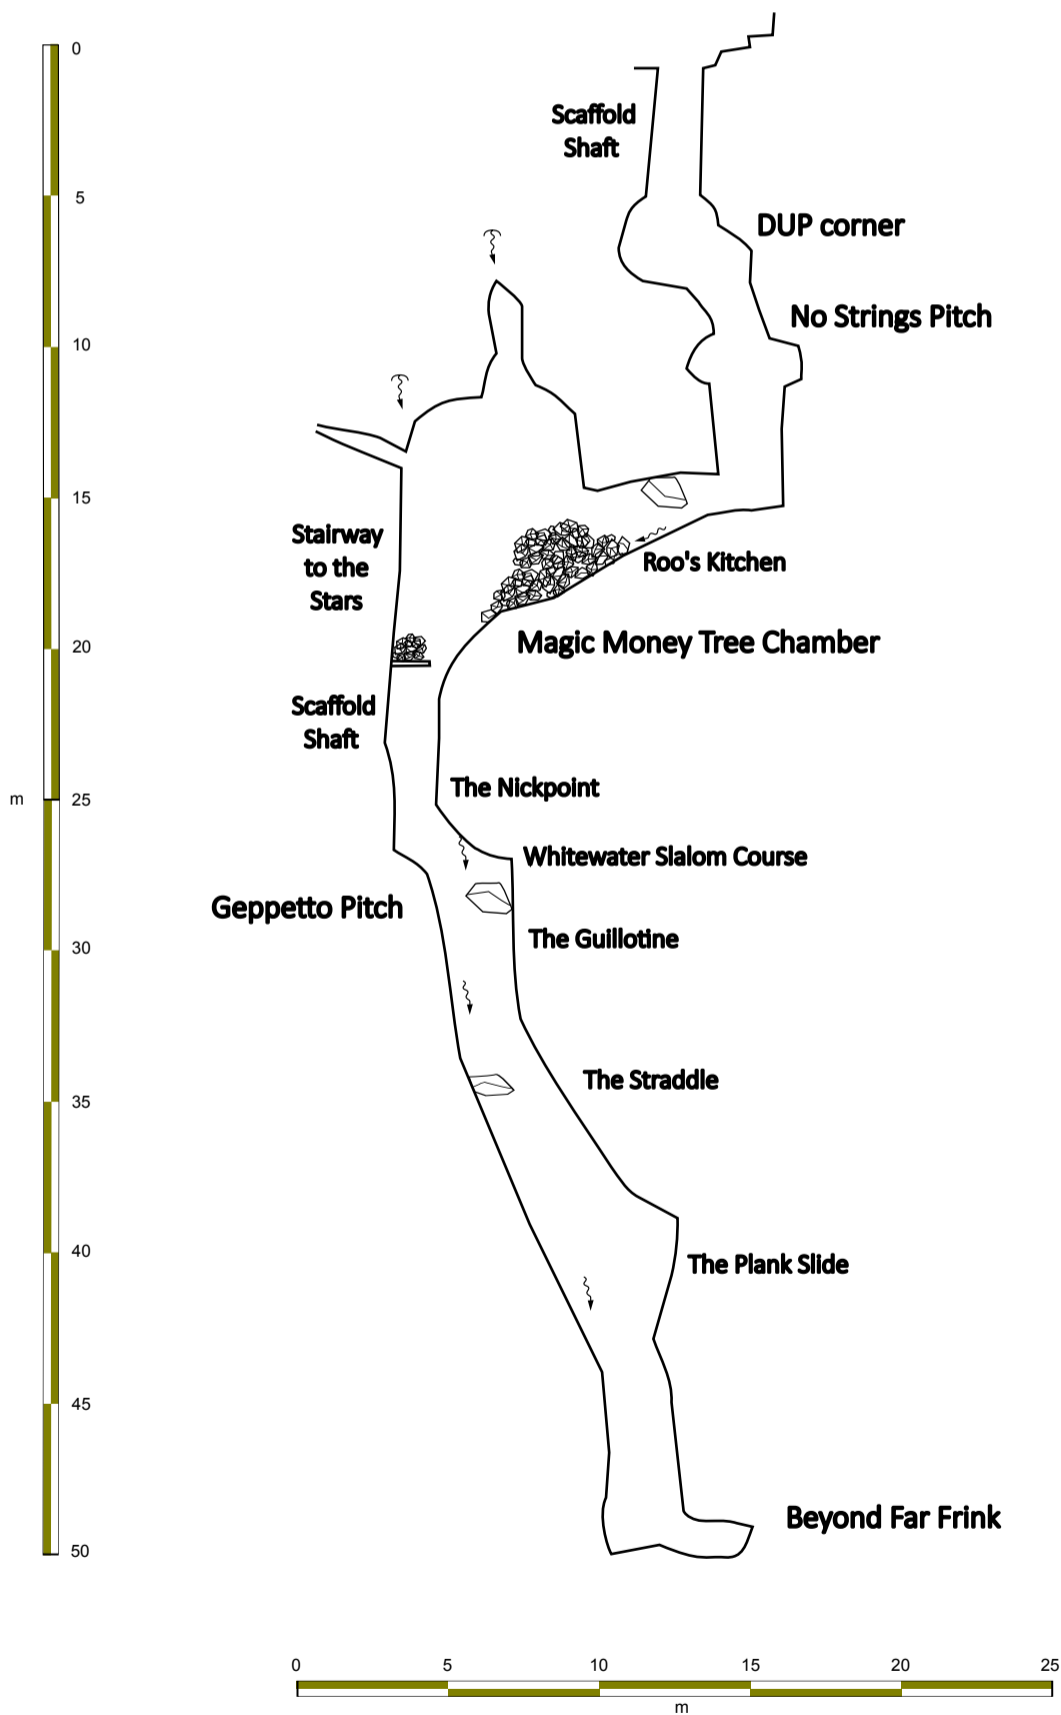 0
Scaffold
Shaft
5
DUP corner
No Strings Pitch
10
15
Stairway
to the
Stars
Roo's Kitchen
Magic Money Tree Chamber
20
Scaffold
Shaft
The Nickpoint
m
25
Whitewater Slalom Course
Geppetto Pitch
The Guillotine
30
The Straddle
35
40
The Plank Slide
45
Beyond Far Frink
50
0 5 10 15 20 25
m